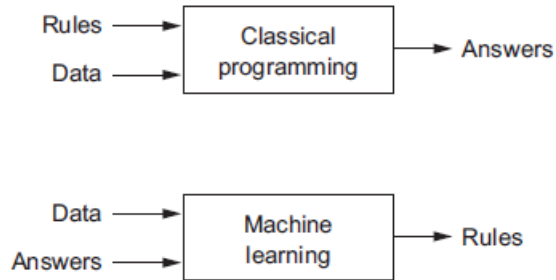 Rules
Data
Classical
programming
Answers
Data
Answers
Machine
learning
Rules